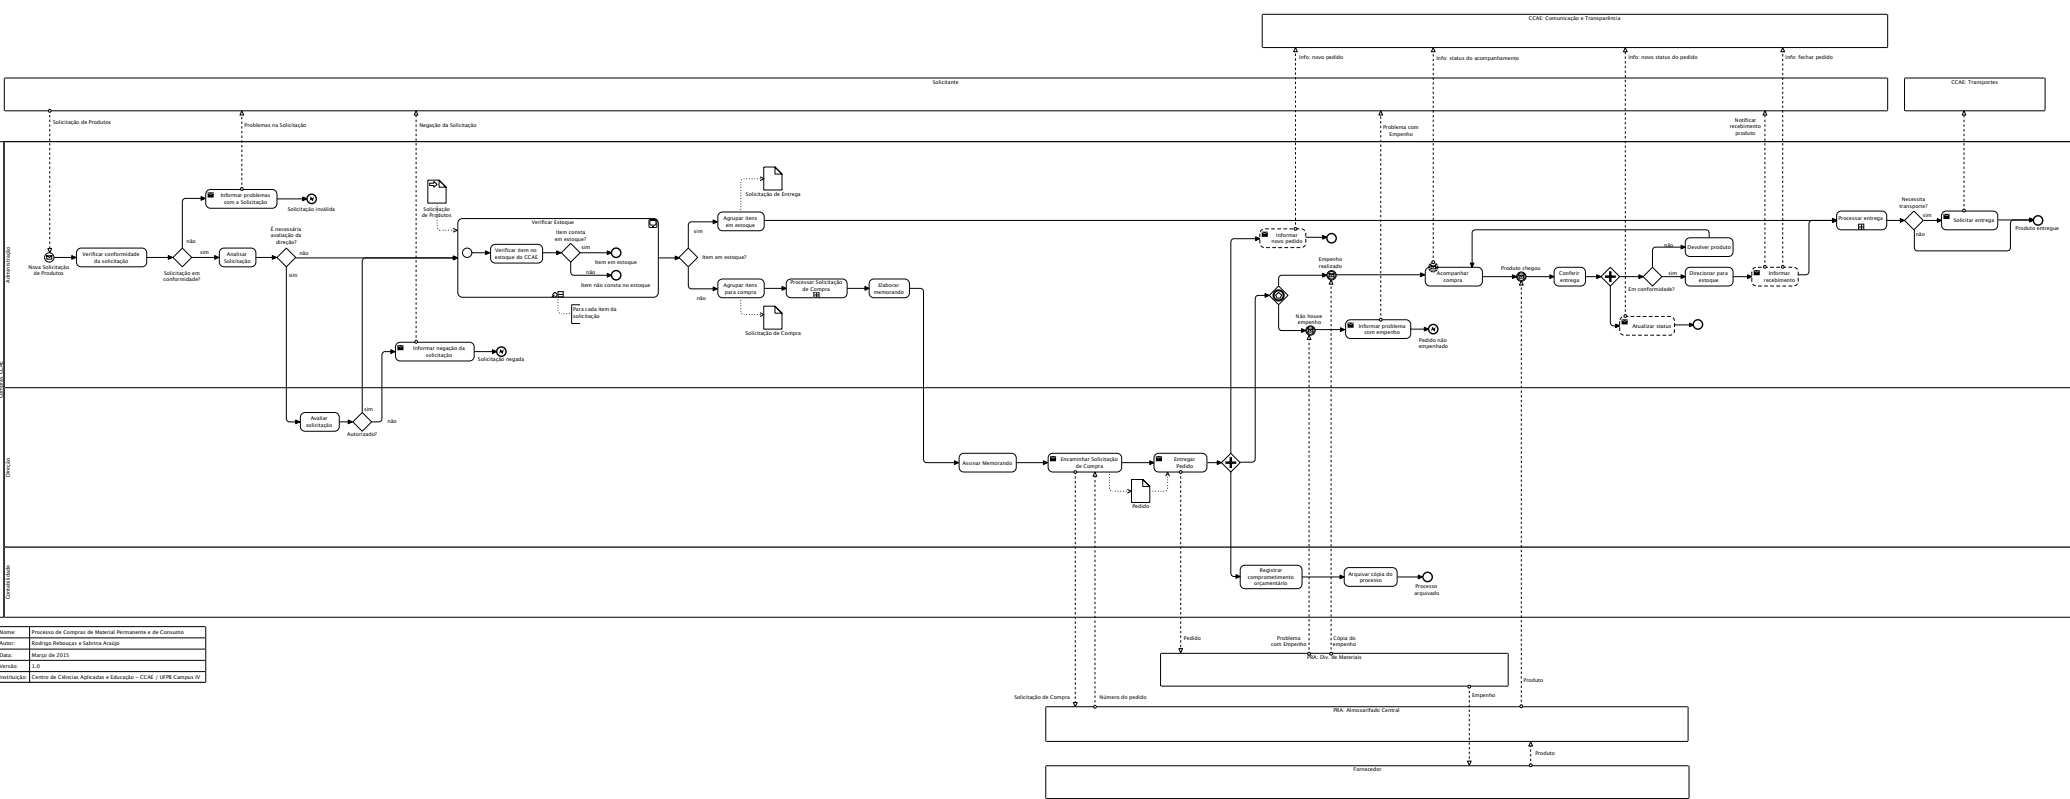 CCAE: Comunicação e Transparência
Info: novo pedido
Info: status do acompanhamento
Info: novo status do pedido
Info: fechar pedido
Solicitante
CCAE: Transportes
Solicitação de Produtos
Problemas na Solicitação
Negação da Solicitação
Problema com
Empenho
Notificar
recebimento
produto
Administração
Nova Solicitação
de Produtos
Verificar conformidade
da solicitação
Solicitação em
conformidade?
não
sim
Informar problemas
com a Solicitação
Solicitação inválida
Analisar
Solicitação
É necessária
avaliação da
direção?
não
sim
Solicitação
de Produtos
Verificar Estoque
Verificar item no
estoque do CCAE
Item consta
em estoque?
sim
não
Item em estoque
Item não consta no estoque
Para cada item da
solicitação
Informar negação da
solicitação
Solicitação negada
Item em estoque?
sim
não
Agrupar itens
em estoque
Solicitação de Entrega
Agrupar itens
para compra
Solicitação de Compra
Processar Solicitação
de Compra
Elaborar
memorando
Informar
novo pedido
Empenho
realizado
Não houve
empenho
Informar problema
com empenho
Pedido não
empenhado
Acompanhar
compra
Produto chegou
Conferir
entrega
Em conformidade?
não
sim
Devolver produto
Direcionar para
estoque
Informar
recebimento
Atualizar status
Processar entrega
Necessita
transporte?
sim
não
Solicitar entrega
Produto entregue
Direção
Avaliar
solicitação
Autorizado?
sim
não
Assinar Memorando
Encaminhar Solicitação
de Compra
Entregar
Pedido
Pedido
Contabilidade
Registrar
comprometimento
orçamentário
Arquivar cópia do
processo
Processo
arquivado
Nome:
Processo de Compras de Material Permanente e de Consumo
Autor:
Rodrigo Rebouças e Sabrina Araújo
Data:
Março de 2015
Versão:
1.0
Instituição:
Centro de Ciências Aplicadas e Educação – CCAE / UFPB Campus IV
Pedido
Problema
com Empenho
Cópia do
empenho
PRA: Div. de Materiais
Solicitação de Compra
Número do pedido
Empenho
Produto
PRA: Almoxarifado Central
Produto
Fornecedor